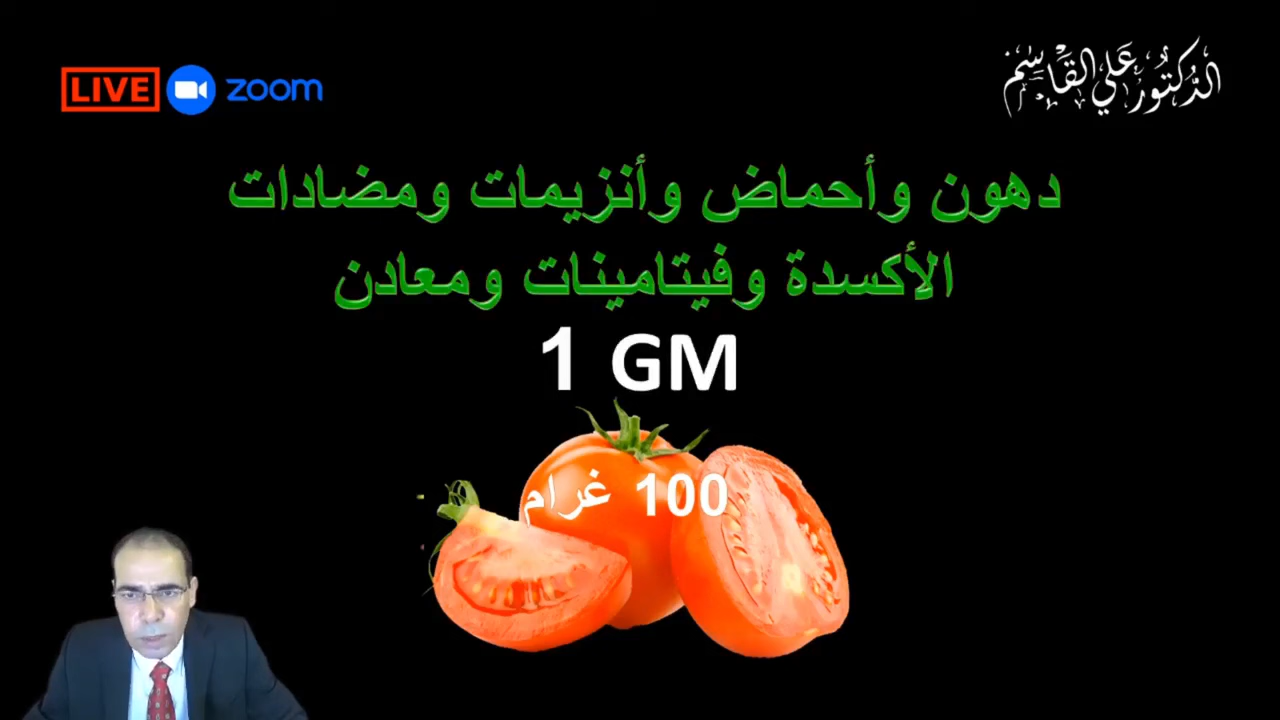 LIVE zoom
الدكتور علي القاسم
دهون وأحماض وأنزيمات ومضادات
الأكسدة وفيتامينات ومعادن
1 GM
100 غرام